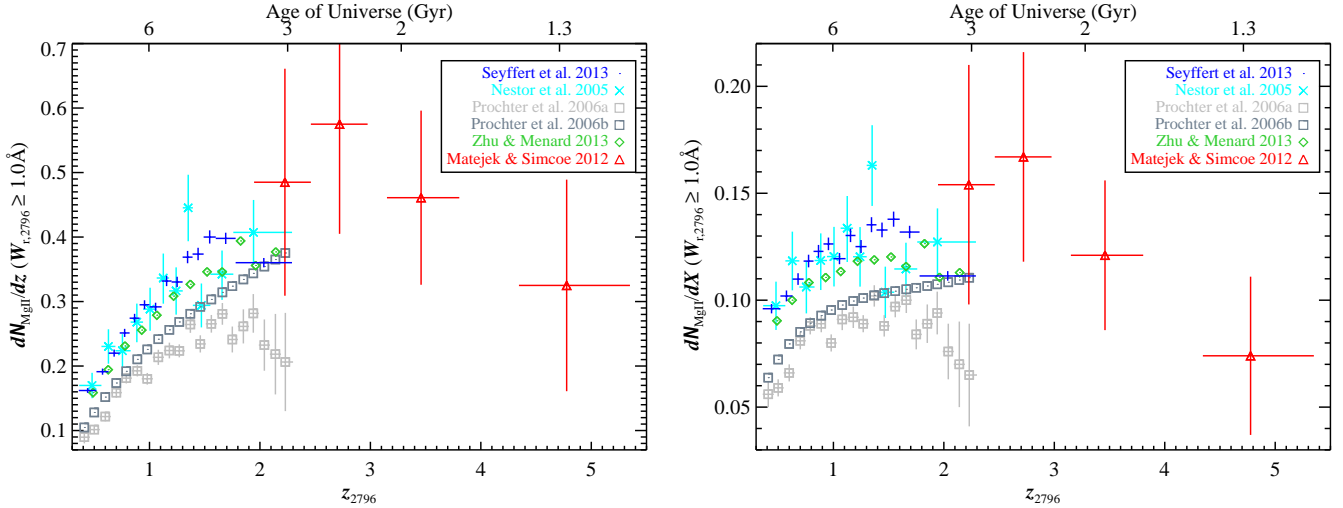 Age of Universe (Gyr)
6 3 2 1.3
0.7
0.6
0.5
0.4
0.3
0.2
0.1
dN_MgII/dz (W_r,2796 ≥ 1.0Å)
Seyffert et al. 2013
Nestor et al. 2005
Prochter et al. 2006a
Prochter et al. 2006b
Zhu & Menard 2013
Matejek & Simcoe 2012
1 2 3 4 5
z_2796
Age of Universe (Gyr)
6 3 2 1.3
0.20
0.15
0.10
0.05
dN_MgII/dX (W_r,2796 ≥ 1.0Å)
Seyffert et al. 2013
Nestor et al. 2005
Prochter et al. 2006a
Prochter et al. 2006b
Zhu & Menard 2013
Matejek & Simcoe 2012
1 2 3 4 5
z_2796